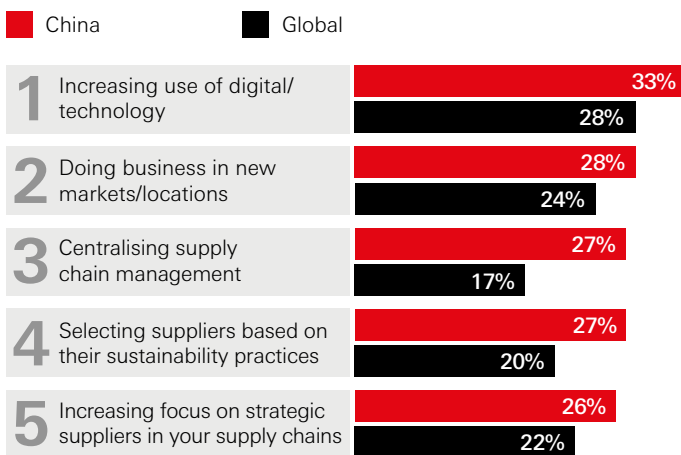 China Global
1 Increasing use of digital/
technology
33%
28%
2 Doing business in new
markets/locations
28%
24%
3 Centralising supply
chain management
27%
17%
4 Selecting suppliers based on
their sustainability practices
27%
20%
5 Increasing focus on strategic
suppliers in your supply chains
26%
22%